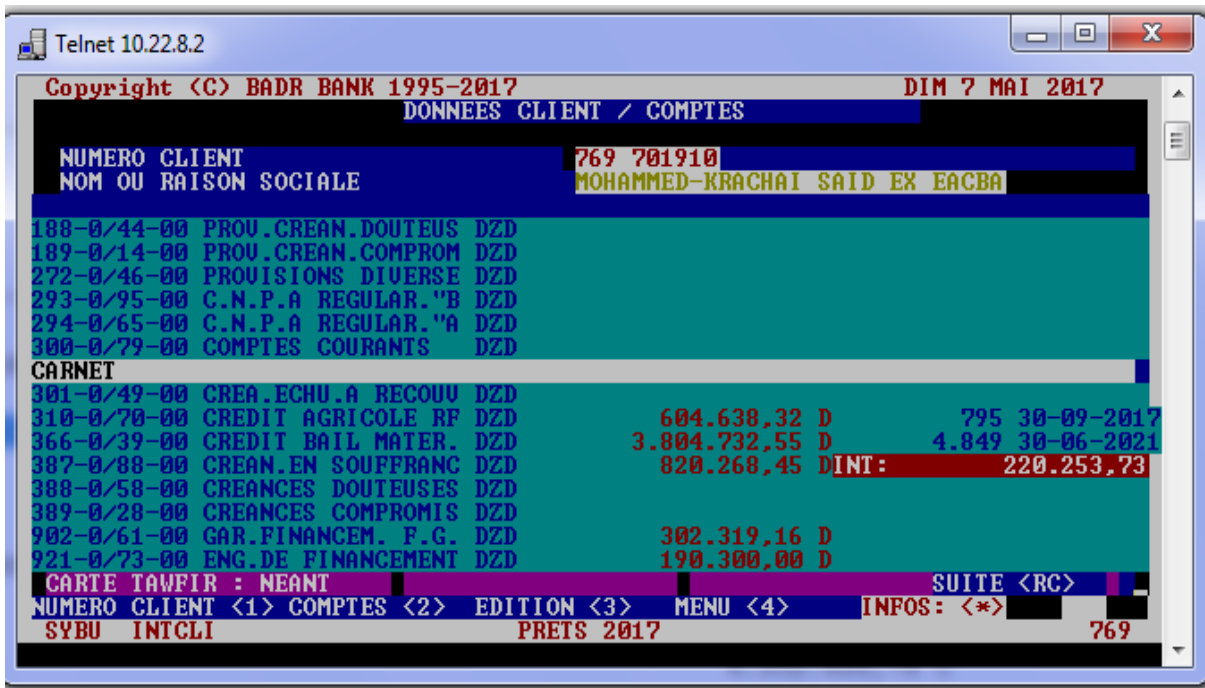 Telnet 10.22.8.2
Copyright (C) BADR BANK 1995-2017 DIM 7 MAI 2017
DONNEES CLIENT / COMPTES
NUMERO CLIENT 769 701910
NOM OU RAISON SOCIALE MOHAMMED-KRACHAI SAID EX EACBA
188-0/44-00 PROV.CREAN.DOUTEUS DZD
189-0/14-00 PROV.CREAN.COMPROM DZD
272-0/46-00 PROVISIONS DIVERSE DZD
293-0/95-00 C.N.P.A REGULAR."B DZD
294-0/65-00 C.N.P.A REGULAR."A DZD
300-0/79-00 COMPTES COURANTS DZD
CARNET
301-0/49-00 CREA.ECHU.A RECOUV DZD
310-0/70-00 CREDIT AGRICOLE RF DZD 604.638,32 D 795 30-09-2017
366-0/39-00 CREDIT BAIL MATER. DZD 3.804.732,55 D 4.849 30-06-2021
387-0/88-00 CREAN.EN SOUFFRANC DZD 820.268,45 D INT: 220.253,73
388-0/58-00 CREANCES DOUTEUSES DZD
389-0/28-00 CREANCES COMPROMIS DZD
902-0/61-00 GAR.FINANCEM. F.G. DZD 302.319,16 D
921-0/73-00 ENG.DE FINANCEMENT DZD 190.300,00 D
CARTE TAWFIR : NEANT SUITE <RC>
NUMERO CLIENT <1> COMPTES <2> EDITION <3> MENU <4> INFOS: <*>
SYBU INTCLI PRETS 2017 769